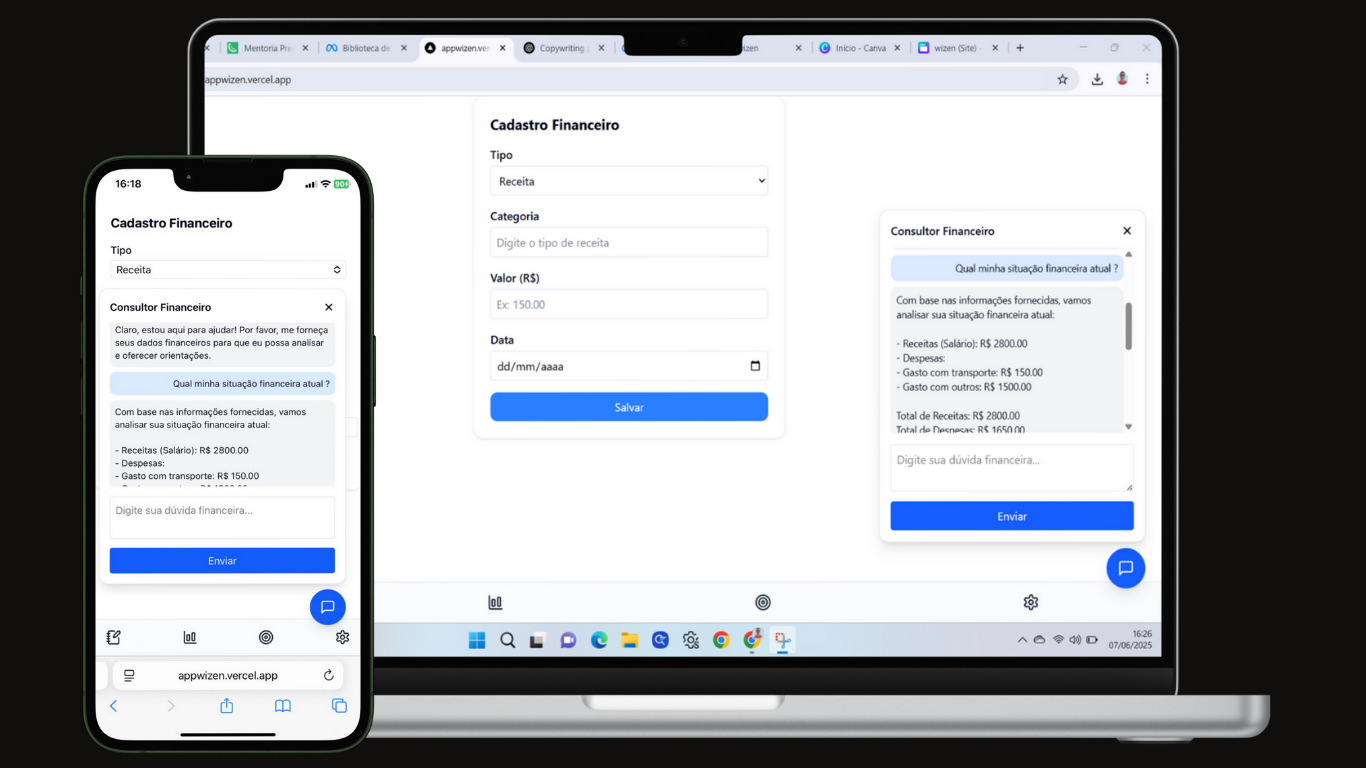 Mentoria Pre
Biblioteca de
appwizen.ver
Copywriting
izen
Início - Canva
wizen (Site) -
appwizen.vercel.app
Cadastro Financeiro
Tipo
Receita
Categoria
Digite o tipo de receita
Valor (R$)
Ex: 150.00
Data
dd/mm/aaaa
Salvar
Consultor Financeiro
Qual minha situação financeira atual ?
Com base nas informações fornecidas, vamos
analisar sua situação financeira atual:
- Receitas (Salário): R$ 2800.00
- Despesas:
- Gasto com transporte: R$ 150.00
- Gasto com outros: R$ 1500.00
Total de Receitas: R$ 2800.00
Total de Despesas: R$ 1650.00
Digite sua dúvida financeira...
Enviar
16:26
07/06/2025
16:18
90+
Cadastro Financeiro
Tipo
Receita
Consultor Financeiro
Claro, estou aqui para ajudar! Por favor, me forneça
seus dados financeiros para que eu possa analisar
e oferecer orientações.
Qual minha situação financeira atual ?
Com base nas informações fornecidas, vamos
analisar sua situação financeira atual:
- Receitas (Salário): R$ 2800.00
- Despesas:
- Gasto com transporte: R$ 150.00
Digite sua dúvida financeira...
Enviar
appwizen.vercel.app